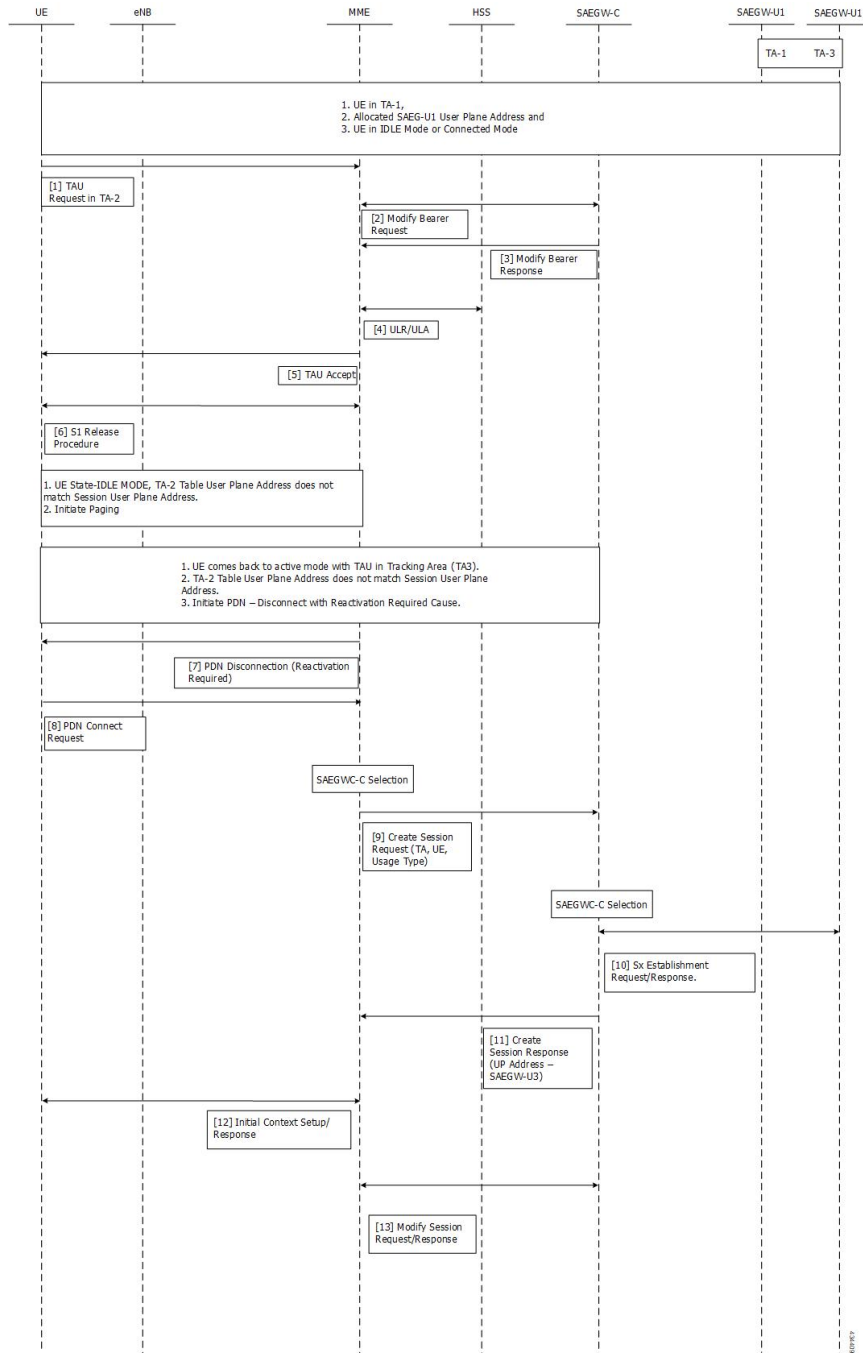 UE eNB MME HSS SAEGW-C SAEGW-U1 SAEGW-U1
TA-1 TA-3
1. UE in TA-1,
2. Allocated SAEG-U1 User Plane Address and
3. UE in IDLE Mode or Connected Mode
[1] TAU
Request in TA-2
[2] Modify Bearer
Request
[3] Modify Bearer
Response
[4] ULR/ULA
[5] TAU Accept
[6] S1 Release
Procedure
1. UE State-IDLE MODE, TA-2 Table User Plane Address does not
match Session User Plane Address.
2. Initiate Paging
1. UE comes back to active mode with TAU in Tracking Area (TA3).
2. TA-2 Table User Plane Address does not match Session User Plane
Address.
3. Initiate PDN – Disconnect with Reactivation Required Cause.
[7] PDN Disconnection (Reactivation
Required)
[8] PDN Connect
Request
SAEGWC-C Selection
[9] Create Session
Request (TA, UE,
Usage Type)
SAEGWC-C Selection
[10] Sx Establishment
Request/Response.
[11] Create
Session Response
(UP Address –
SAEGW-U3)
[12] Initial Context Setup/
Response
[13] Modify Session
Request/Response